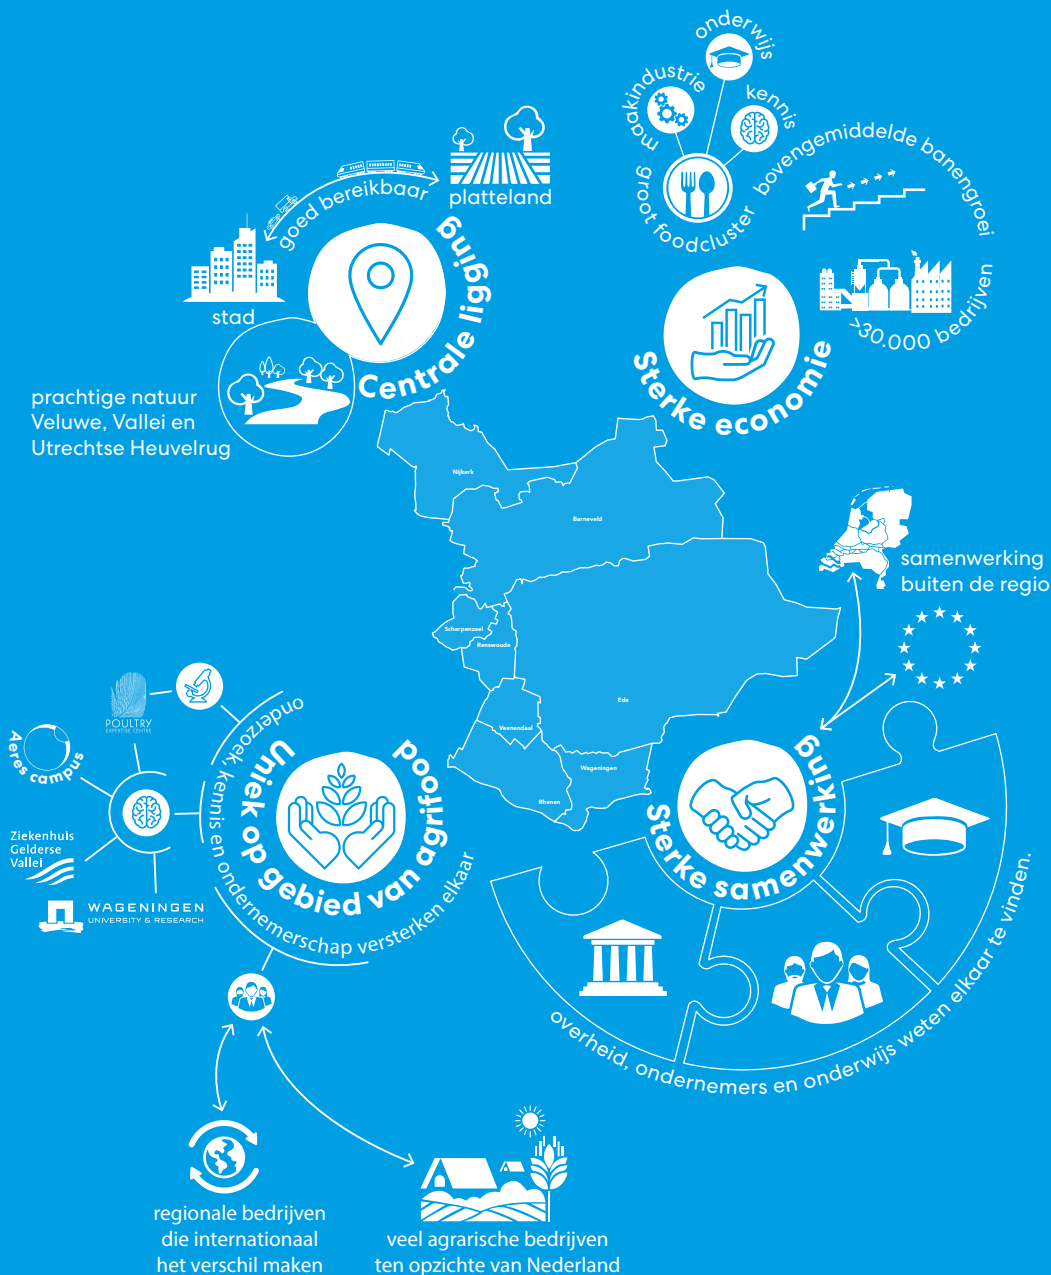 onderwijs
maakindustrie
kennis
groot foodcluster
bovengemiddelde banengroei
>30.000 bedrijven
Sterke economie
platteland
goed bereikbaar
stad
Centrale ligging
prachtige natuur
Veluwe, Vallei en
Utrechtse Heuvelrug
Nijkerk
Barneveld
Scherpenzeel
Renswoude
Ede
Veenendaal
Wageningen
Rhenen
samenwerking
buiten de regio
Sterke samenwerking
overheid, ondernemers en onderwijs weten elkaar te vinden.
POULTRY
EXPERTISE CENTRE
Aeres campus
Ziekenhuis
Gelderse
Vallei
WAGENINGEN
UNIVERSITY & RESEARCH
Uniek op gebied van agrifood
onderzoek, kennis en ondernemerschap versterken elkaar
regionale bedrijven
die internationaal
het verschil maken
veel agrarische bedrijven
ten opzichte van Nederland